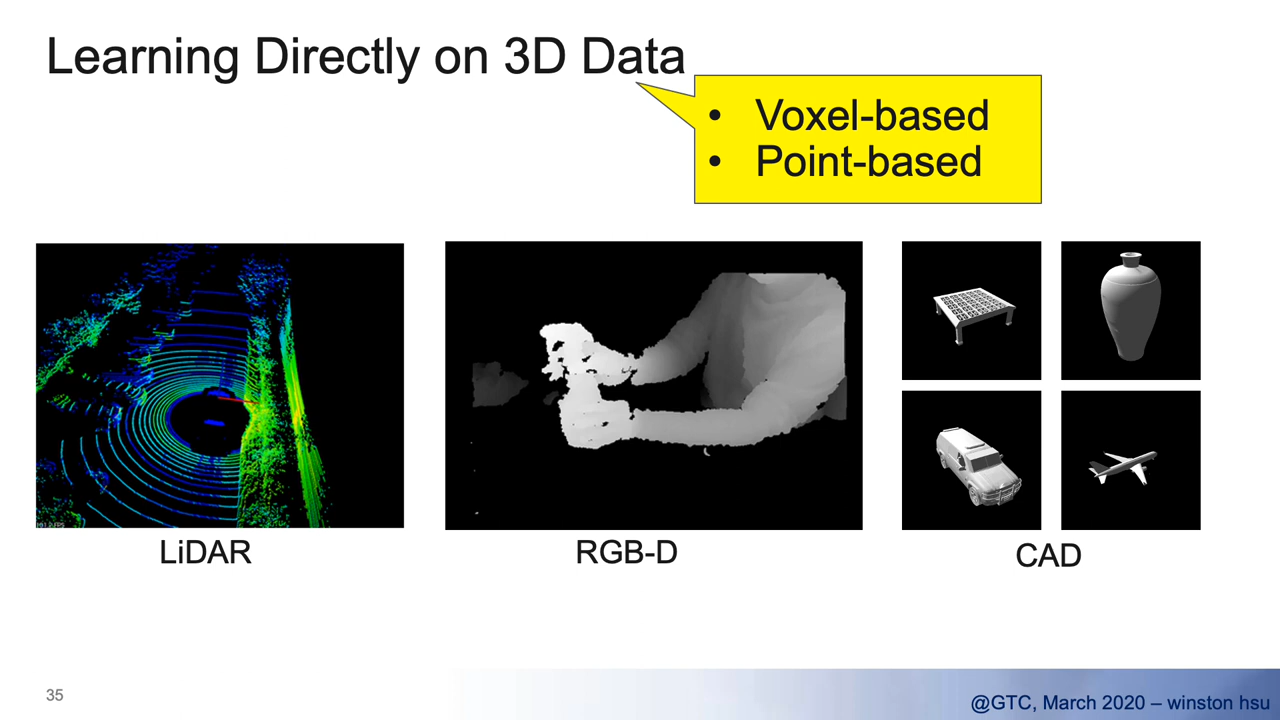 Learning Directly on 3D Data
• Voxel-based
• Point-based
LiDAR
RGB-D
CAD
35
@GTC, March 2020 – winston hsu